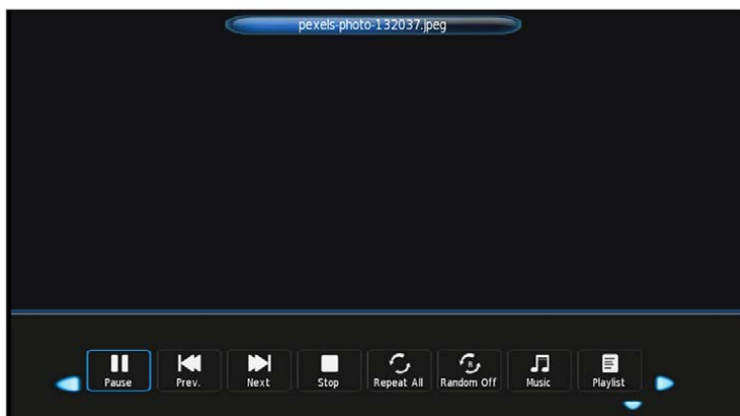 pexels-photo-132037.jpeg
Pause Prev. Next Stop Repeat All Random Off Music Playlist